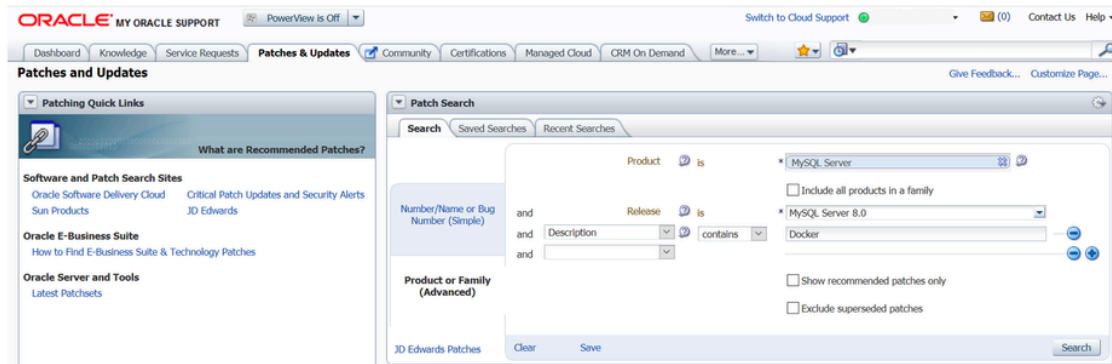 ORACLE MY ORACLE SUPPORT PowerView is Off Switch to Cloud Support (0) Contact Us Help
Dashboard Knowledge Service Requests Patches & Updates Community Certifications Managed Cloud CRM On Demand More...
Patches and Updates Give Feedback... Customize Page...
Patching Quick Links
What are Recommended Patches?
Software and Patch Search Sites
Oracle Software Delivery Cloud Critical Patch Updates and Security Alerts
Sun Products JD Edwards
Oracle E-Business Suite
How to Find E-Business Suite & Technology Patches
Oracle Server and Tools
Latest Patchsets
Patch Search
Search Saved Searches Recent Searches
Number/Name or Bug
Number (Simple)
Product or Family
(Advanced)
JD Edwards Patches
Product is * MySQL Server
Include all products in a family
and Release is * MySQL Server 8.0
and Description contains Docker
and
Show recommended patches only
Exclude superseded patches
Clear Save Search